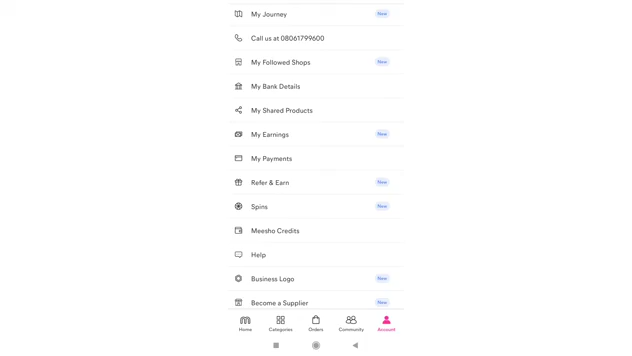 My Journey New
Call us at 08061799600
My Followed Shops New
My Bank Details
My Shared Products
My Earnings New
My Payments
Refer & Earn New
Spins New
Meesho Credits
Help
Business Logo New
Become a Supplier New
Home Categories Orders Community Account